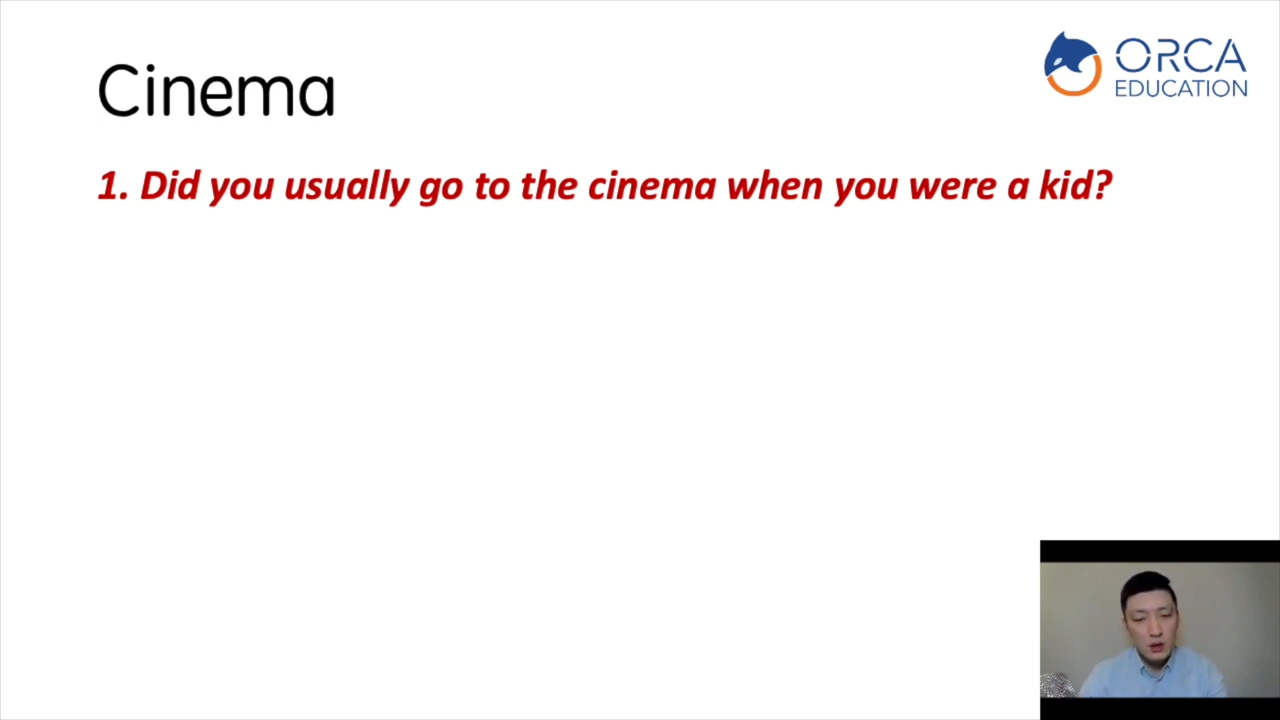 Cinema
ORCA
EDUCATION
1. Did you usually go to the cinema when you were a kid?